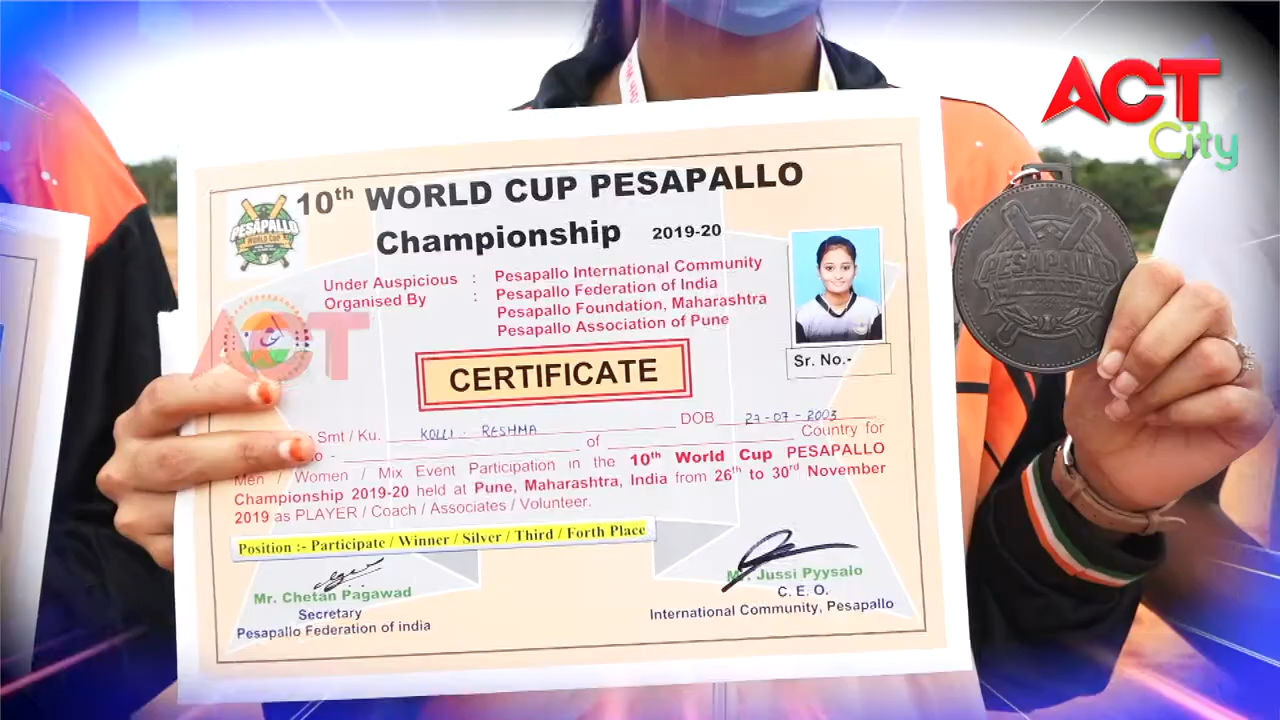 ACT
City
10th WORLD CUP PESAPALLO
Championship 2019-20
PESAPALLO
WORLD CUP
Under Auspicious : Pesapallo International Community
Organised By : Pesapallo Federation of India
Pesapallo Foundation, Maharashtra
Pesapallo Association of Pune
ACT
PESAPALLO
Sr. No.-
CERTIFICATE
Smt / Ku. KOLLI. RESHMA DOB 27-07-2003
of Country for
Men / Women / Mix Event Participation in the 10th World Cup PESAPALLO
Championship 2019-20 held at Pune, Maharashtra, India from 26th to 30rd November
2019 as PLAYER / Coach / Associates / Volunteer.
Position :- Participate / Winner / Silver / Third / Forth Place
Mr. Chetan Pagawad
Secretary
Pesapallo Federation of india
Mr. Jussi Pyysalo
C. E. O.
International Community, Pesapallo